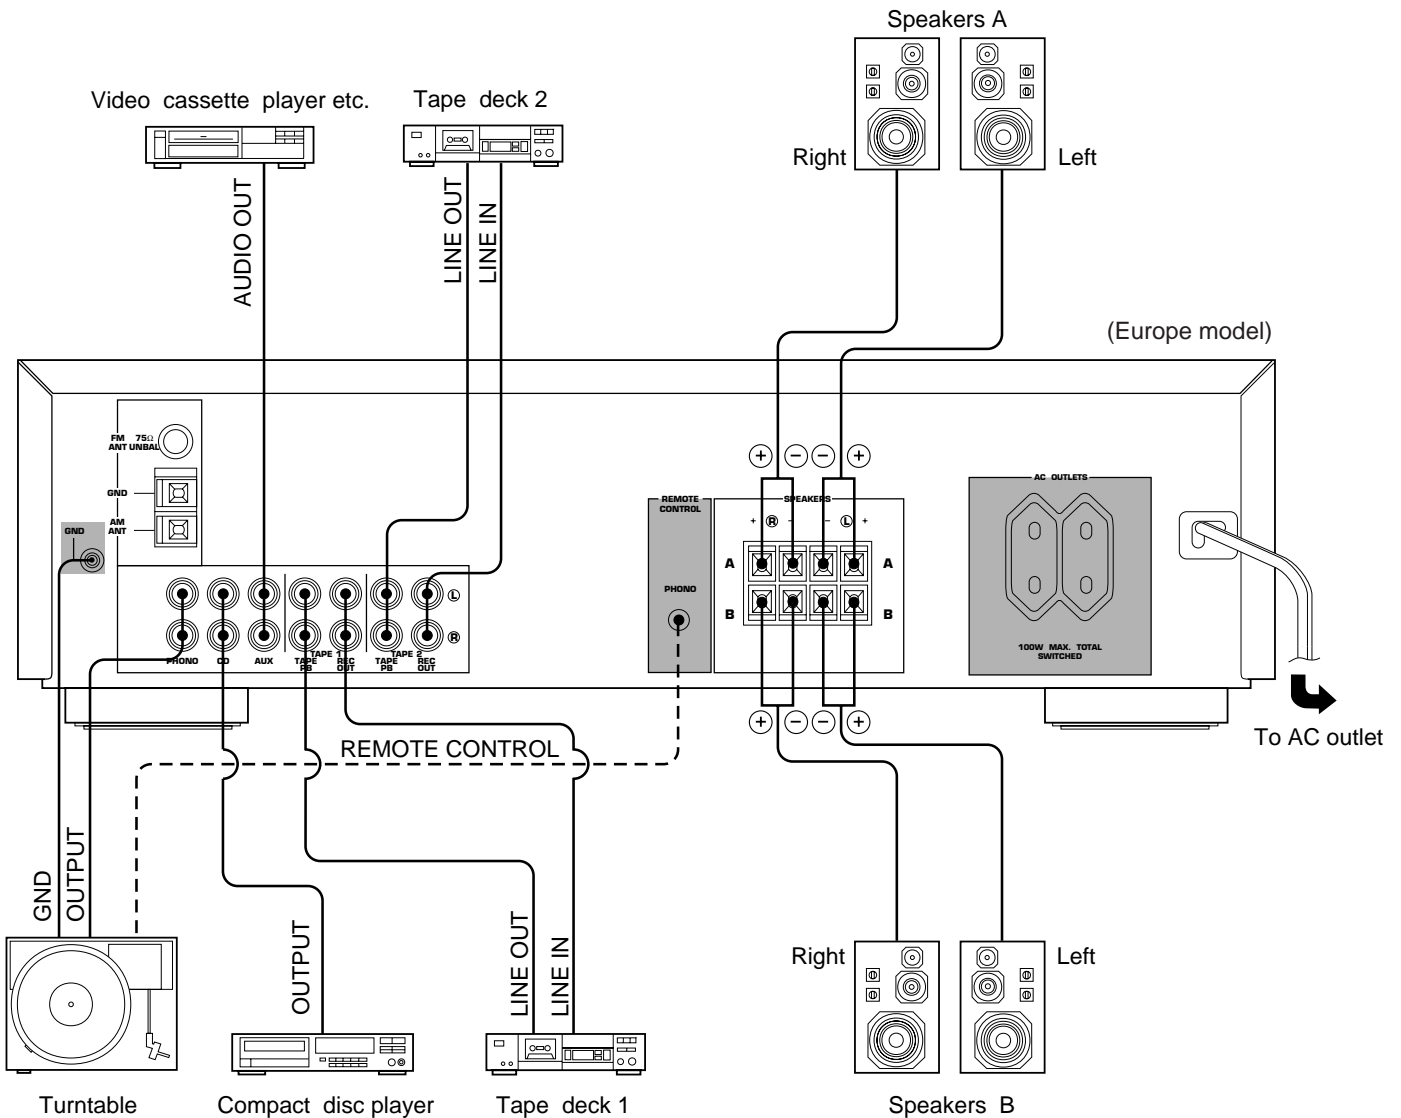 Speakers A
Video cassette player etc.
Tape deck 2
Right
Left
AUDIO OUT
LINE OUT
LINE IN
(Europe model)
FM 75Ω
ANT UNBAL
GND
AM
ANT
GND
+ − − +
REMOTE
CONTROL
SPEAKERS
+ R − − L +
AC OUTLETS
A
A
PHONO
B
B
L
R
100W MAX. TOTAL
SWITCHED
PHONO
CD
AUX
TAPE 1
TAPE
PB
REC
OUT
TAPE 2
TAPE
PB
REC
OUT
+ − − +
To AC outlet
REMOTE CONTROL
GND
OUTPUT
OUTPUT
LINE OUT
LINE IN
Right
Left
Turntable
Compact disc player
Tape deck 1
Speakers B